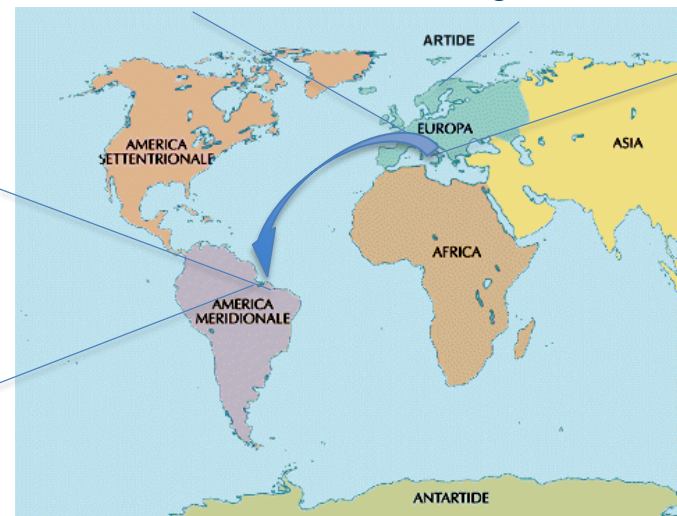 ARTIDE
EUROPA
AMERICA
SETTENTRIONALE
ASIA
AFRICA
AMERICA
MERIDIONALE
ANTARTIDE